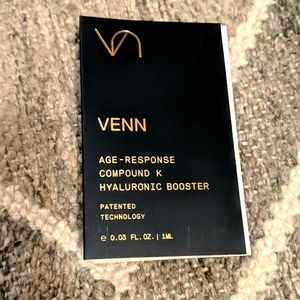 VENN
AGE-RESPONSE
COMPOUND K
HYALURONIC BOOSTER
PATENTED
TECHNOLOGY
℮ 0.03 FL.OZ. | 1ML